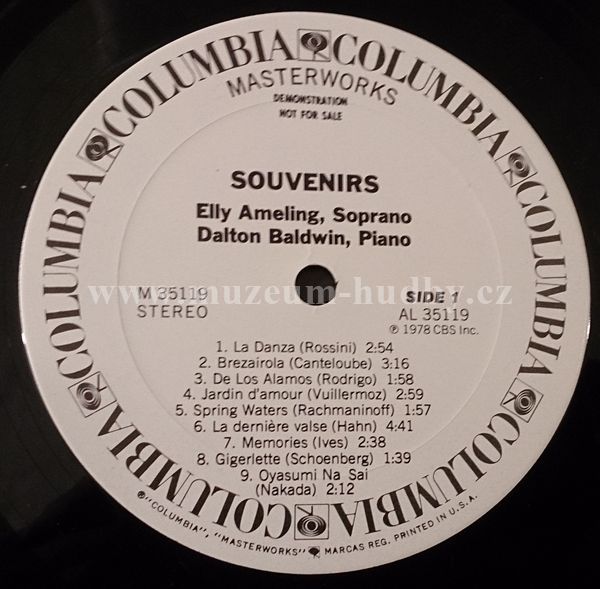 COLUMBIA COLUMBIA COLUMBIA COLUMBIA COLUMBIA COLUMBIA COLUMBIA COLUMBIA
MASTERWORKS
DEMONSTRATION
NOT FOR SALE
SOUVENIRS
Elly Ameling, Soprano
Dalton Baldwin, Piano
www.muzeum-hudby.cz
M 35119
STEREO
SIDE 1
AL 35119
℗ 1978 CBS Inc.
1. La Danza (Rossini) 2:54
2. Brezairola (Canteloube) 3:16
3. De Los Alamos (Rodrigo) 1:58
4. Jardin d'amour (Vuillermoz) 2:59
5. Spring Waters (Rachmaninoff) 1:57
6. La dernière valse (Hahn) 4:41
7. Memories (Ives) 2:38
8. Gigerlette (Schoenberg) 1:39
9. Oyasumi Na Sai
(Nakada) 2:12
℗"COLUMBIA", "MASTERWORKS" MARCAS REG. PRINTED IN U.S.A.